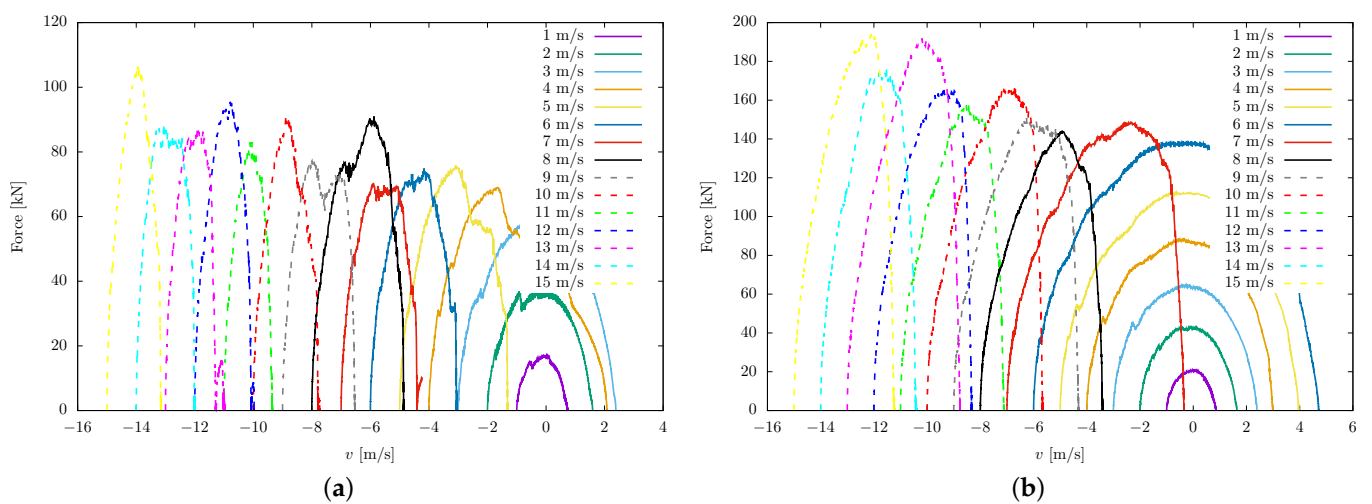 120
100
80
60
40
20
0
Force [kN]
−16 −14 −12 −10 −8 −6 −4 −2 0 2 4
v [m/s]
1 m/s
2 m/s
3 m/s
4 m/s
5 m/s
6 m/s
7 m/s
8 m/s
9 m/s
10 m/s
11 m/s
12 m/s
13 m/s
14 m/s
15 m/s
(a)
200
180
160
140
120
100
80
60
40
20
0
Force [kN]
−16 −14 −12 −10 −8 −6 −4 −2 0 2 4 6
v [m/s]
1 m/s
2 m/s
3 m/s
4 m/s
5 m/s
6 m/s
7 m/s
8 m/s
9 m/s
10 m/s
11 m/s
12 m/s
13 m/s
14 m/s
15 m/s
(b)